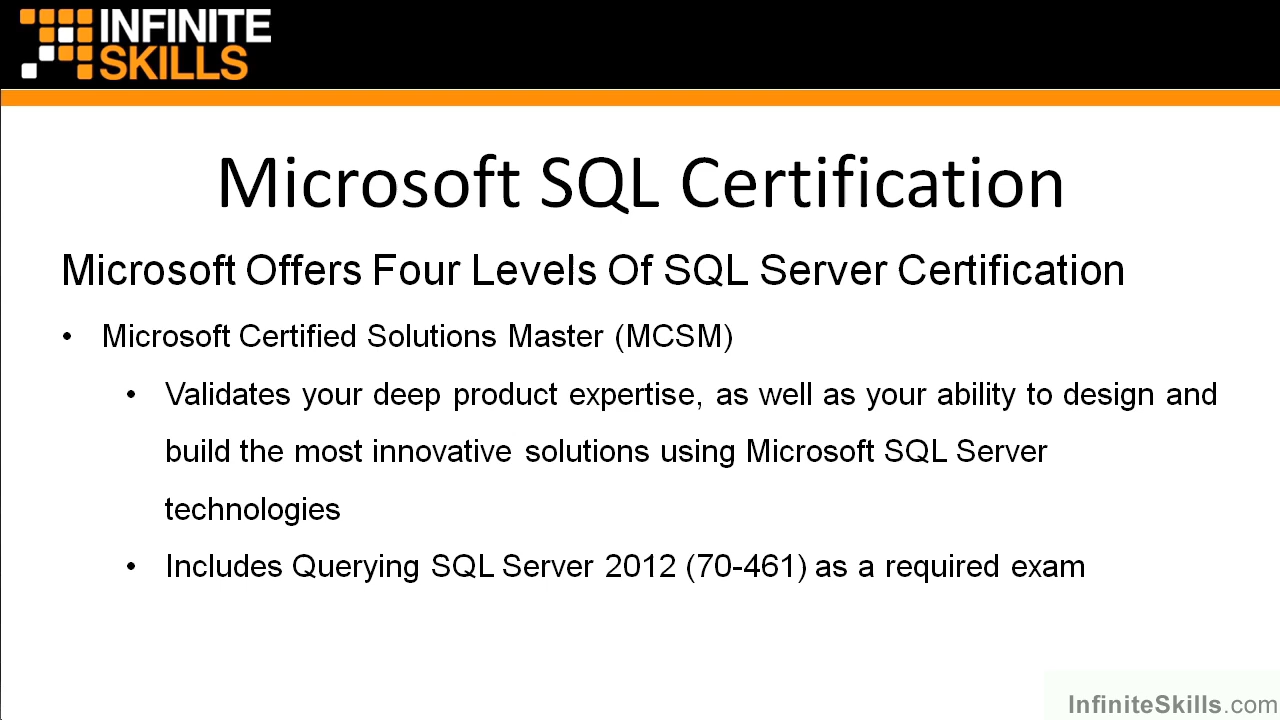 INFINITE
SKILLS
Microsoft SQL Certification
Microsoft Offers Four Levels Of SQL Server Certification
• Microsoft Certified Solutions Master (MCSM)
• Validates your deep product expertise, as well as your ability to design and
build the most innovative solutions using Microsoft SQL Server
technologies
• Includes Querying SQL Server 2012 (70-461) as a required exam
InfiniteSkills.com